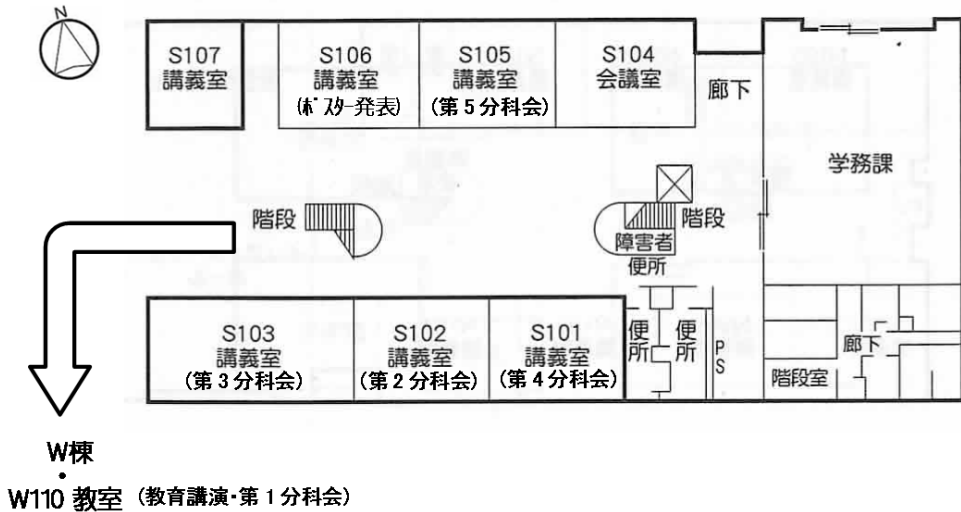 N
S107
講義室
S106
講義室
(ポスター発表)
S105
講義室
(第5分科会)
S104
会議室
廊下
学務課
階段
階段
障害者
便所
S103
講義室
(第3分科会)
S102
講義室
(第2分科会)
S101
講義室
(第4分科会)
便所
便所
PS
廊下
階段室
W棟
・
W110 教室 (教育講演・第1分科会)